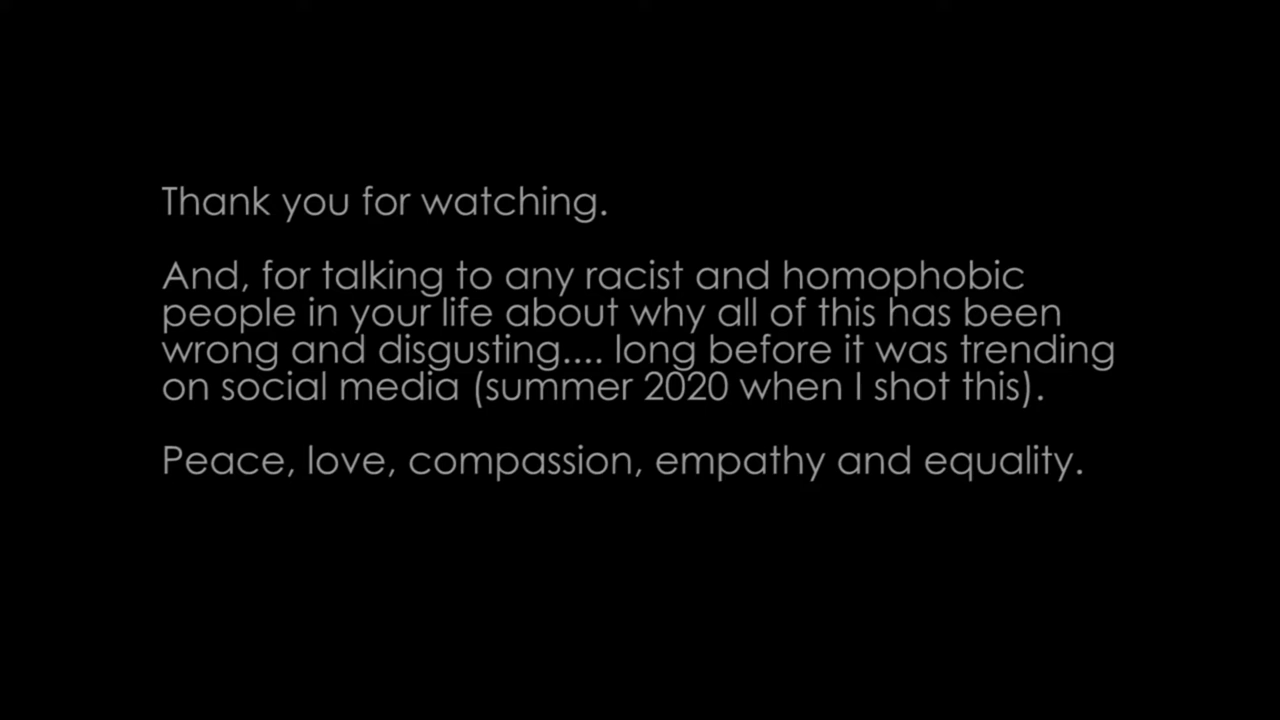 Thank you for watching.
And, for talking to any racist and homophobic
people in your life about why all of this has been
wrong and disgusting.... long before it was trending
on social media (summer 2020 when I shot this).
Peace, love, compassion, empathy and equality.